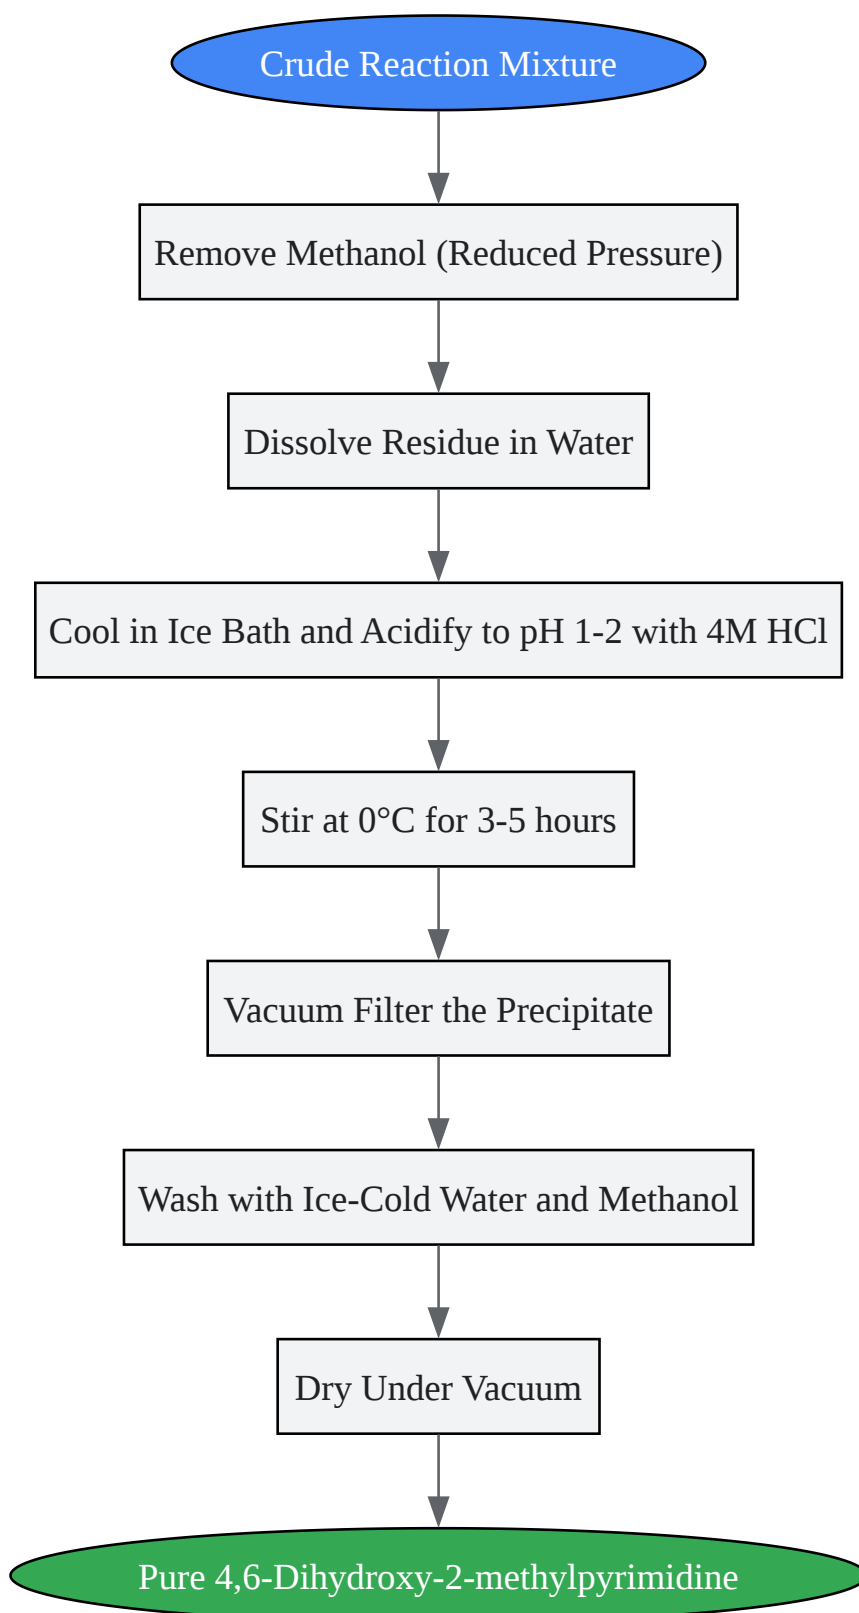 Crude Reaction Mixture
Remove Methanol (Reduced Pressure)
Dissolve Residue in Water
Cool in Ice Bath and Acidify to pH 1-2 with 4M HCl
Stir at 0°C for 3-5 hours
Vacuum Filter the Precipitate
Wash with Ice-Cold Water and Methanol
Dry Under Vacuum
Pure 4,6-Dihydroxy-2-methylpyrimidine